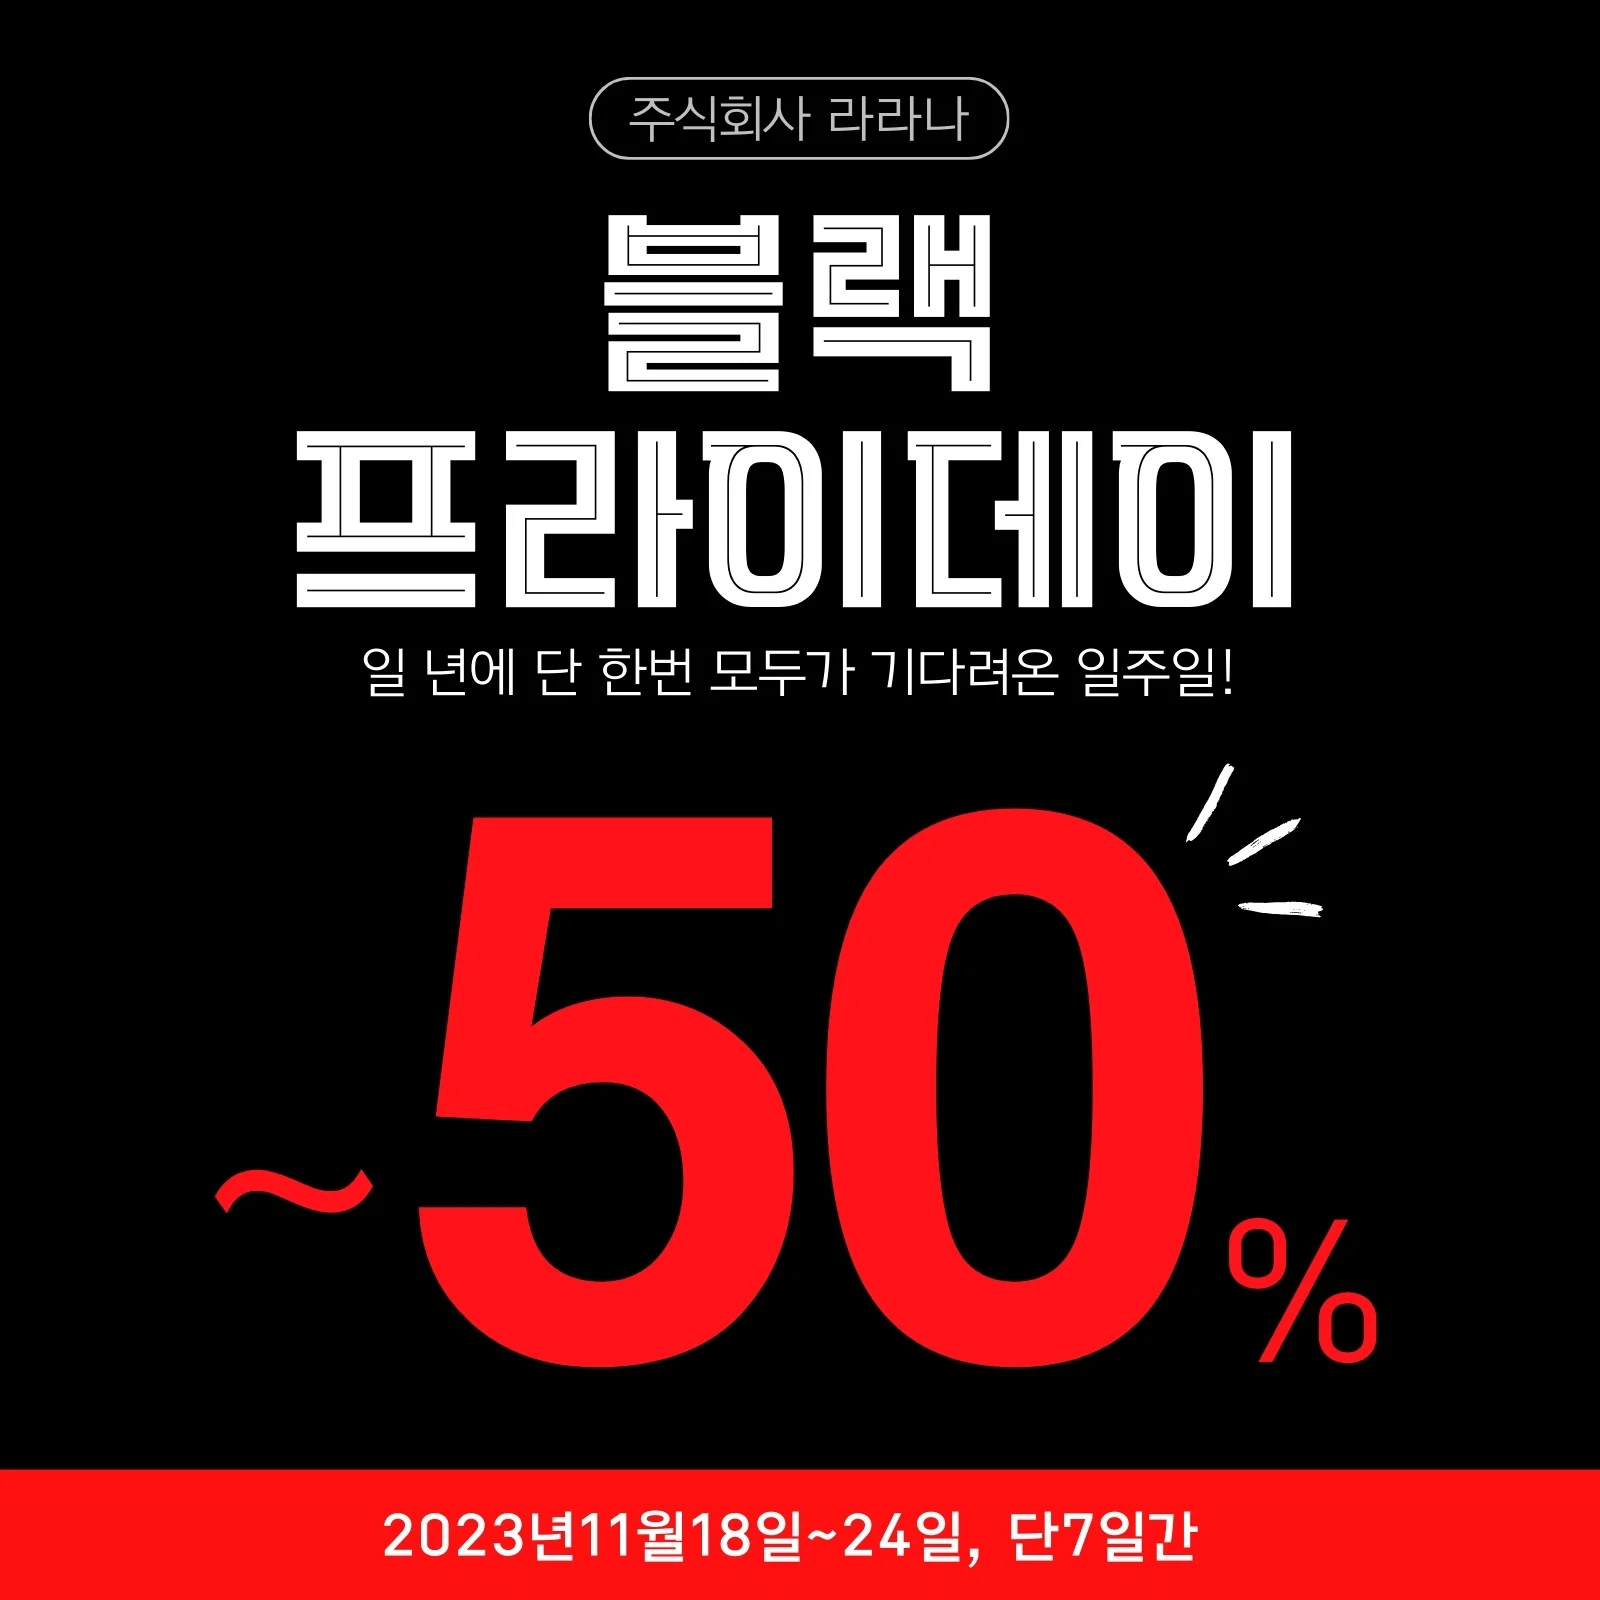 주식회사 라라나
블랙
프라이데이
일 년에 단 한번 모두가 기다려온 일주일!
~50%
2023년11월18일~24일, 단7일간